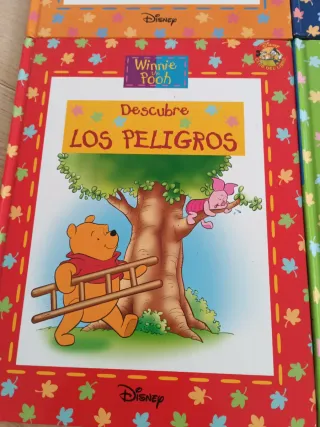 Disney
Winnie
the
Pooh
Descubre
LOS PELIGROS
Disney